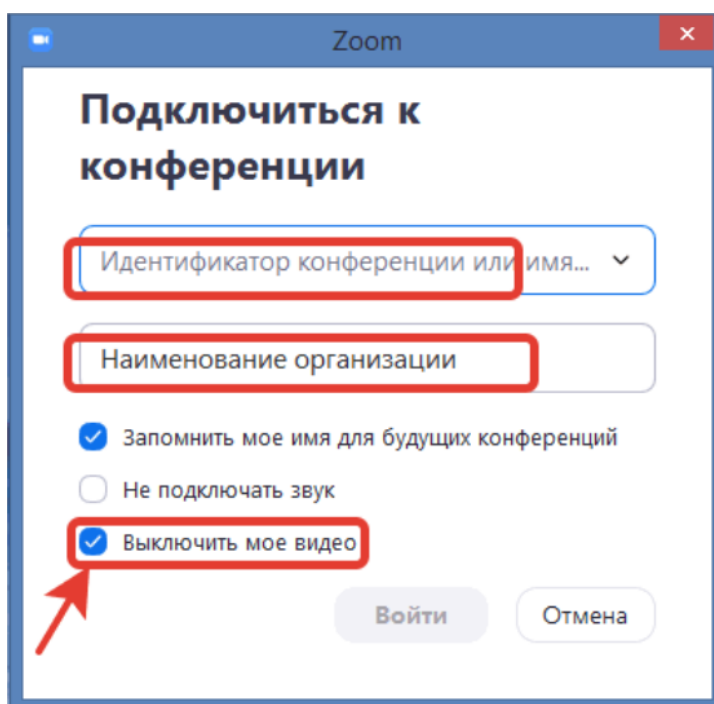 Zoom
Подключиться к
конференции
Идентификатор конференции или имя...
Наименование организации
Запомнить мое имя для будущих конференций
Не подключать звук
Выключить мое видео
Войти
Отмена